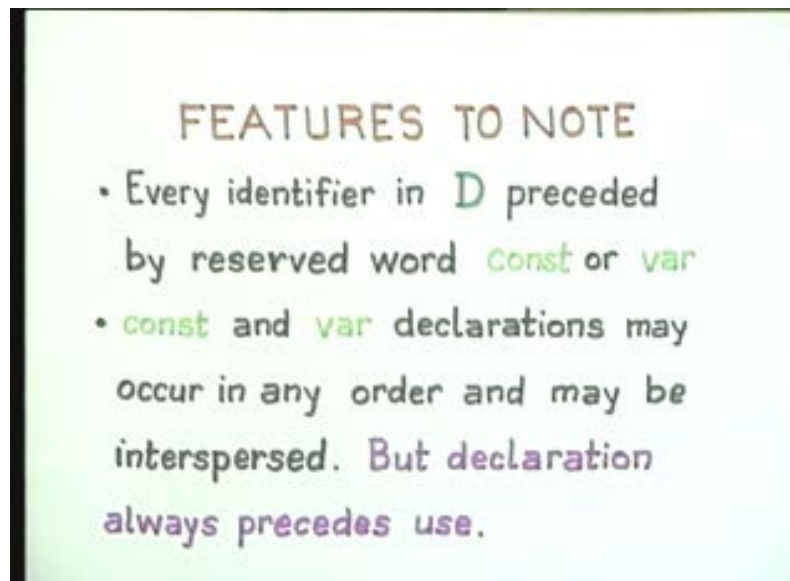 FEATURES TO NOTE
• Every identifier in D preceded
by reserved word const or var
• const and var declarations may
occur in any order and may be
interspersed. But declaration
always precedes use.